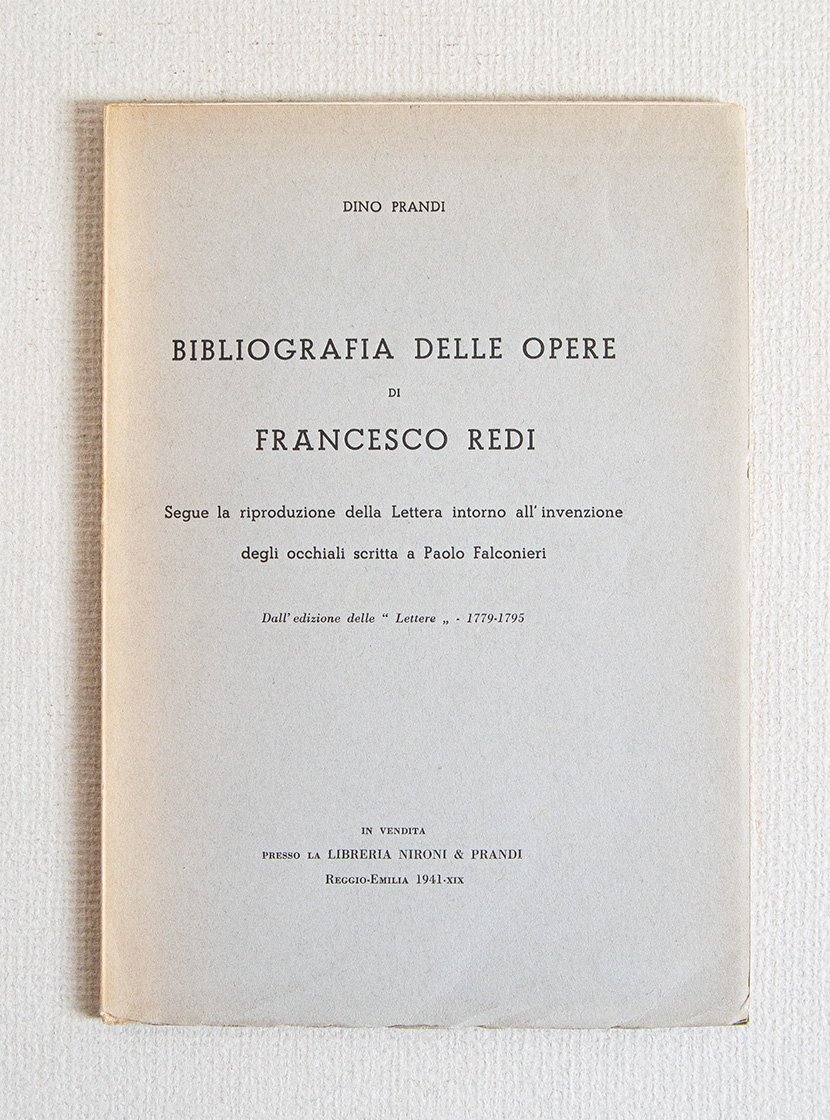 DINO PRANDI
BIBLIOGRAFIA DELLE OPERE
DI
FRANCESCO REDI
Segue la riproduzione della Lettera intorno all'invenzione
degli occhiali scritta a Paolo Falconieri
Dall'edizione delle “ Lettere „ - 1779-1795
IN VENDITA
PRESSO LA LIBRERIA NIRONI & PRANDI
REGGIO-EMILIA 1941-XIX